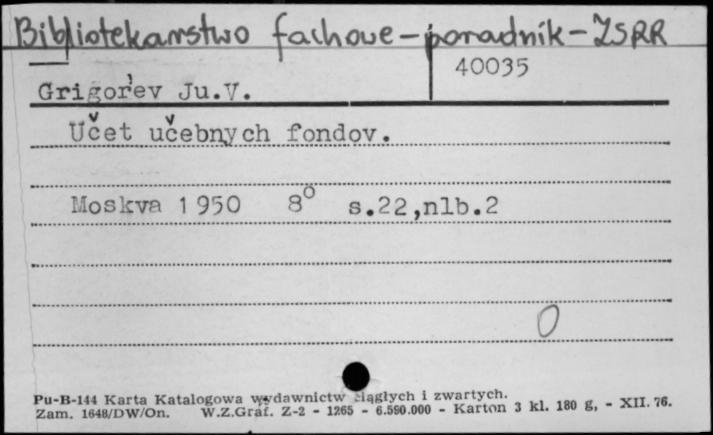 Bibliotekarstwo fachowe - poradnik - ZSRR
40035
Grigor'ev Ju.V.
Učet učebnych fondov.
Moskva 1950 8° s.22,nlb.2
0
Pu-B-144 Karta Katalogowa wydawnictw ciągłych i zwartych.
Zam. 1648/DW/On. W.Z.Graf. Z-2 - 1265 - 6.590.000 - Karton 3 kl. 180 g, - XII. 76.